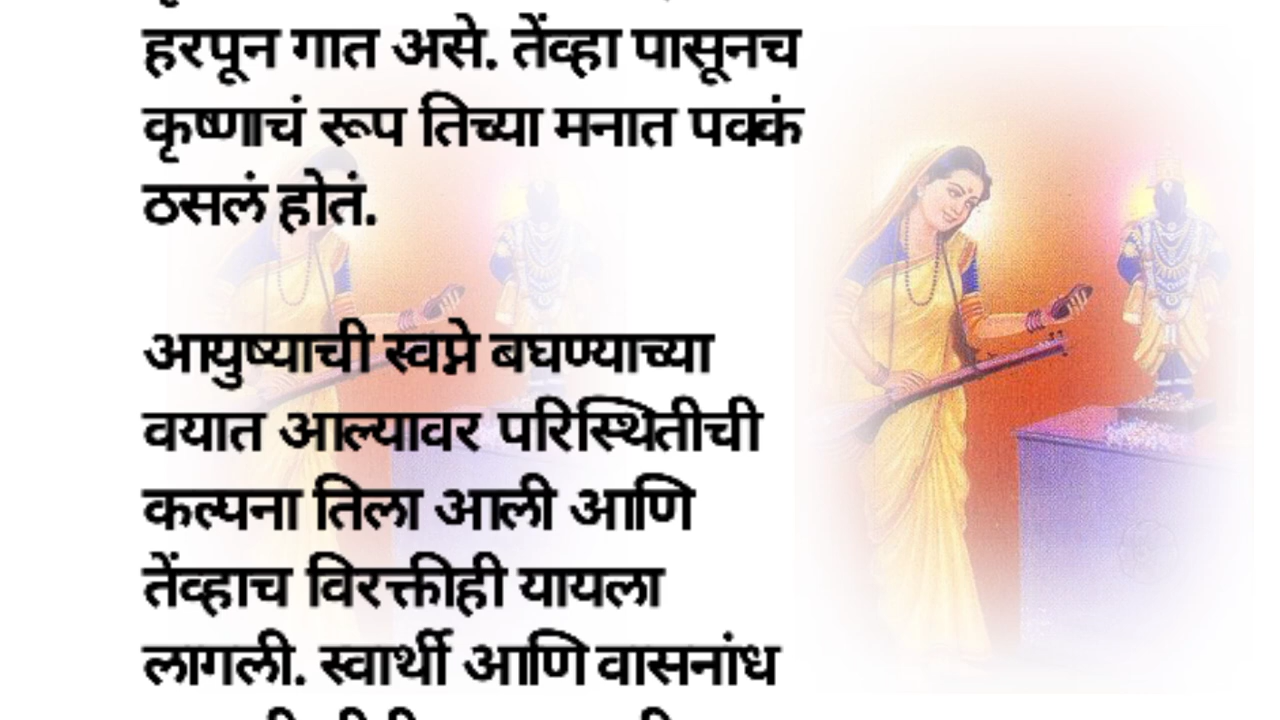 हरपून गात असे. तेंव्हा पासूनच
कृष्णाचं रूप तिच्या मनात पक्कं
ठसलं होतं.
आयुष्याची स्वप्ने बघण्याच्या
वयात आल्यावर परिस्थितीची
कल्पना तिला आली आणि
तेंव्हाच विरक्तीही यायला
लागली. स्वार्थी आणि वासनांध